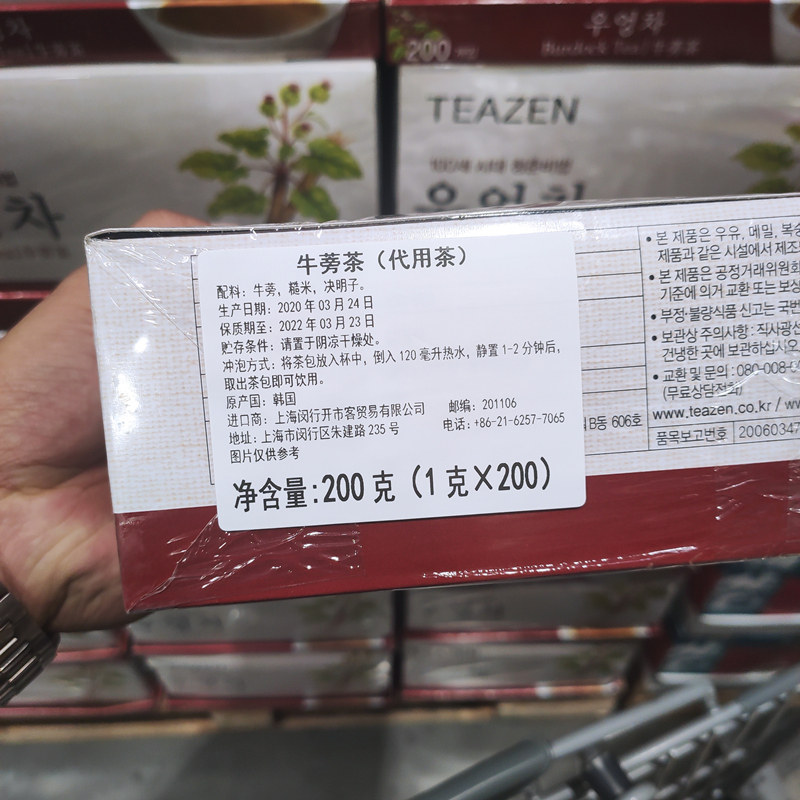 우엉차
200
TEAZEN
牛蒡茶（代用茶）
配料：牛蒡，糙米，决明子。
生产日期：2020 年 03 月 24 日
保质期至：2022 年 03 月 23 日
贮存条件：请置于阴凉干燥处。
冲泡方式：将茶包放入杯中，倒入 120 毫升热水，静置 1-2 分钟后，
取出茶包即可饮用。
原产国：韩国
进口商：上海闵行开市客贸易有限公司 邮编：201106
地址：上海市闵行区朱建路 235 号 电话：+86-21-6257-7065
图片仅供参考
净含量:200 克（1 克×200）
• 본 제품은 우유, 메밀,
제품과 같은 시설에서
• 본 제품은 공정거래위원회
기준에 의거 교환 또는
• 부정·불량식품 신고는 국번
• 보관상 주의사항 : 직사광선
건냉한 곳에 보관하십시오
• 교환 및 문의 : 080-008-
(무료상담전화)
www.teazen.co.kr /
B동 606호
품목보고번호 20060347